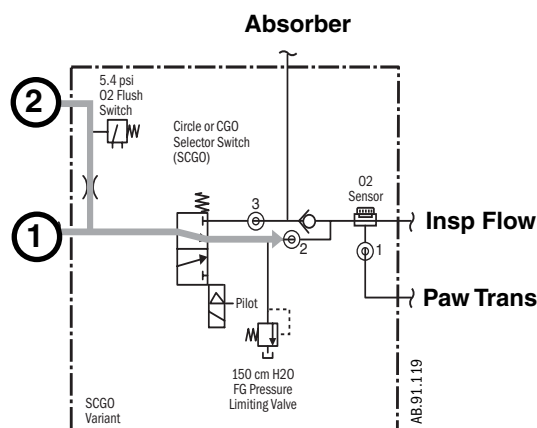 Absorber
2
5.4 psi
O2 Flush
Switch
Circle or CGO
Selector Switch
(SCGO)
O2
Sensor
3
1
2
Insp Flow
1
Pilot
Paw Trans
150 cm H2O
FG Pressure
Limiting Valve
SCGO
Variant
AB.91.119